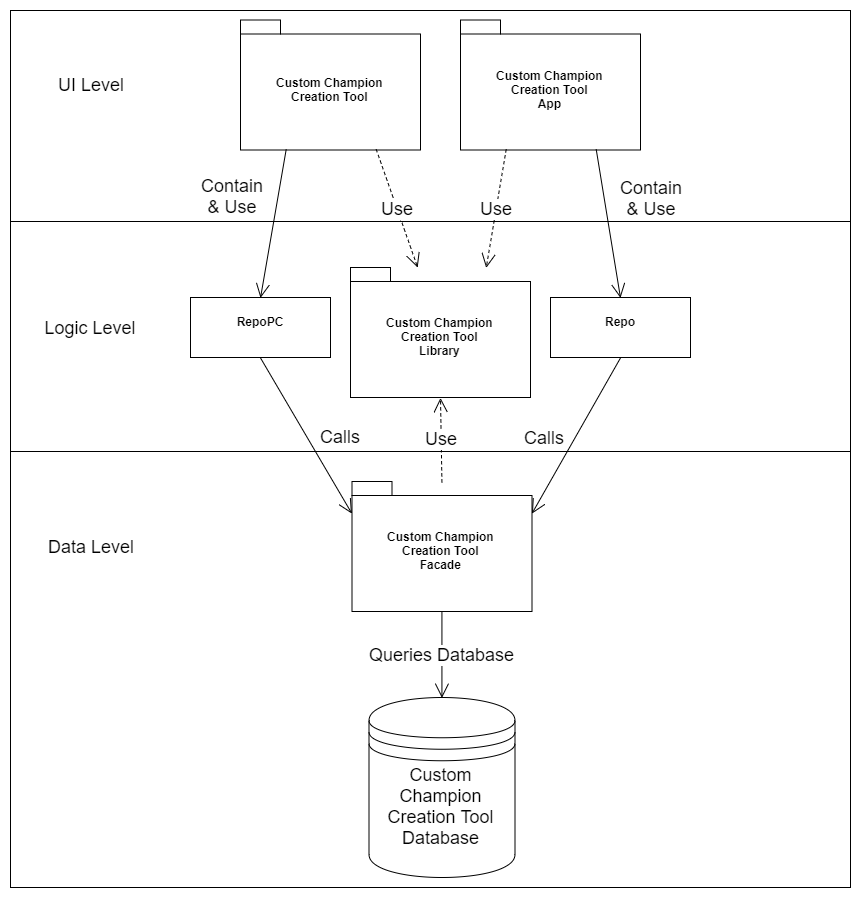 UI Level
Custom Champion
Creation Tool
Custom Champion
Creation Tool
App
Contain
& Use
Use
Use
Contain
& Use
Logic Level
RepoPC
Custom Champion
Creation Tool
Library
Repo
Calls
Use
Calls
Data Level
Custom Champion
Creation Tool
Facade
Queries Database
Custom
Champion
Creation Tool
Database